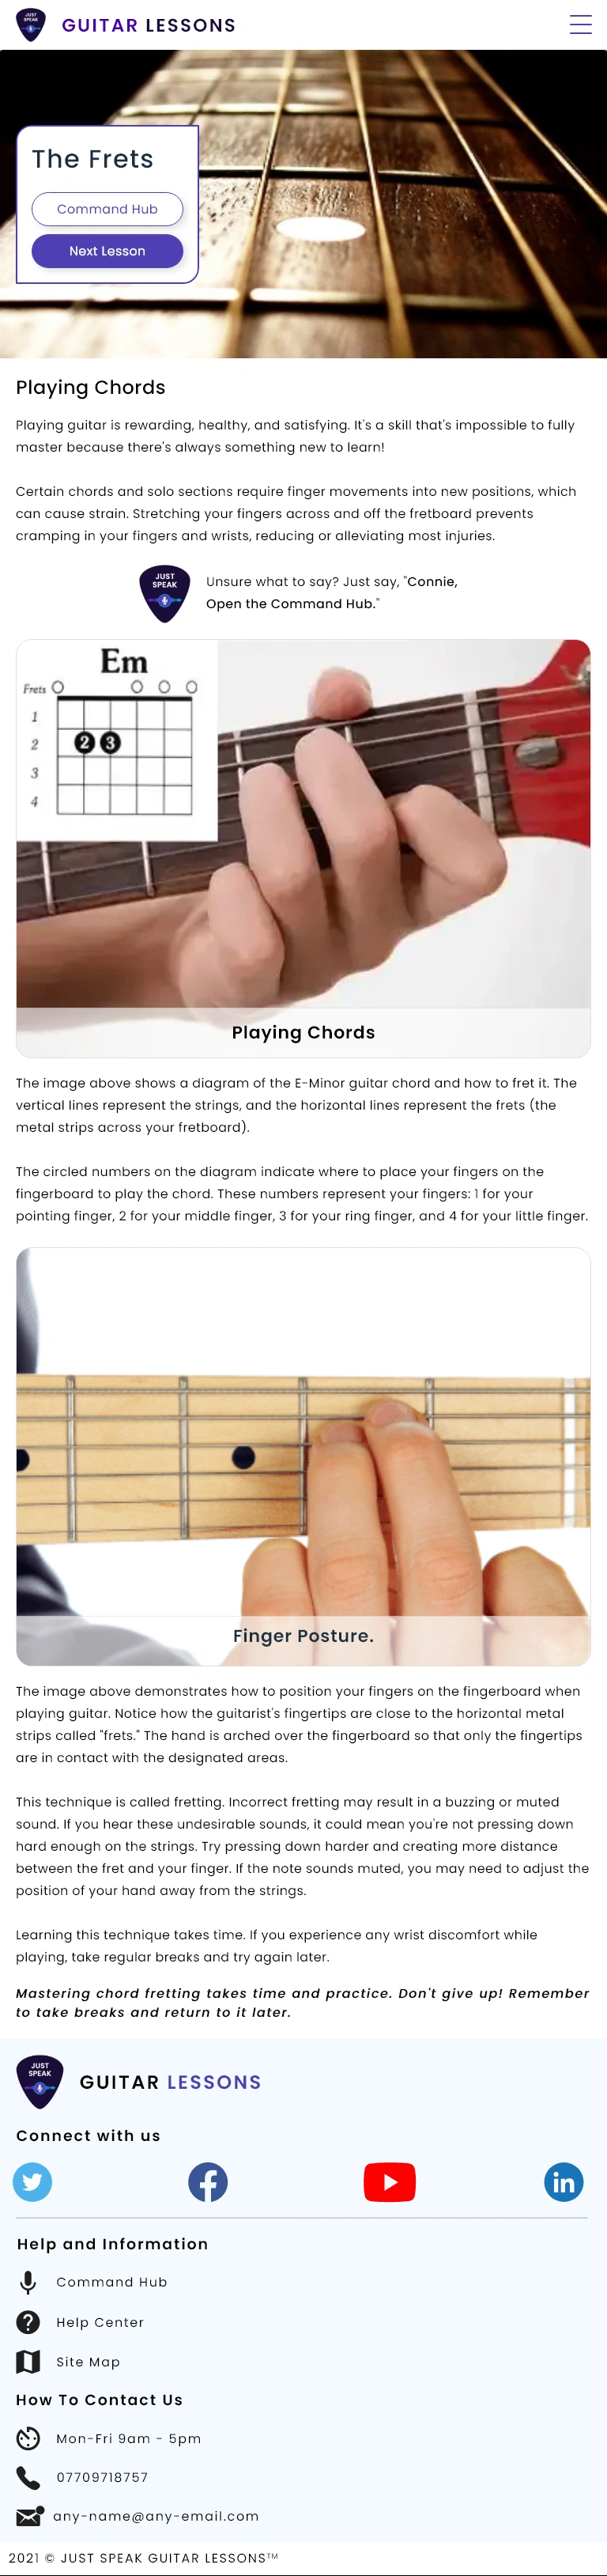 JUST
SPEAK
GUITAR LESSONS
The Frets
Command Hub
Next Lesson
Playing Chords
Playing guitar is rewarding, healthy, and satisfying. It's a skill that's impossible to fully
master because there's always something new to learn!
Certain chords and solo sections require finger movements into new positions, which
can cause strain. Stretching your fingers across and off the fretboard prevents
cramping in your fingers and wrists, reducing or alleviating most injuries.
JUST
SPEAK
Unsure what to say? Just say, "Connie,
Open the Command Hub."
Em
Frets
1
2 2 3
3
4
Playing Chords
The image above shows a diagram of the E-Minor guitar chord and how to fret it. The
vertical lines represent the strings, and the horizontal lines represent the frets (the
metal strips across your fretboard).
The circled numbers on the diagram indicate where to place your fingers on the
fingerboard to play the chord. These numbers represent your fingers: 1 for your
pointing finger, 2 for your middle finger, 3 for your ring finger, and 4 for your little finger.
Finger Posture.
The image above demonstrates how to position your fingers on the fingerboard when
playing guitar. Notice how the guitarist's fingertips are close to the horizontal metal
strips called "frets." The hand is arched over the fingerboard so that only the fingertips
are in contact with the designated areas.
This technique is called fretting. Incorrect fretting may result in a buzzing or muted
sound. If you hear these undesirable sounds, it could mean you're not pressing down
hard enough on the strings. Try pressing down harder and creating more distance
between the fret and your finger. If the note sounds muted, you may need to adjust the
position of your hand away from the strings.
Learning this technique takes time. If you experience any wrist discomfort while
playing, take regular breaks and try again later.
Mastering chord fretting takes time and practice. Don't give up! Remember
to take breaks and return to it later.
JUST
SPEAK
GUITAR LESSONS
Connect with us
Help and Information
Command Hub
Help Center
Site Map
How To Contact Us
Mon-Fri 9am - 5pm
07709718757
any-name@any-email.com
2021 © JUST SPEAK GUITAR LESSONS™